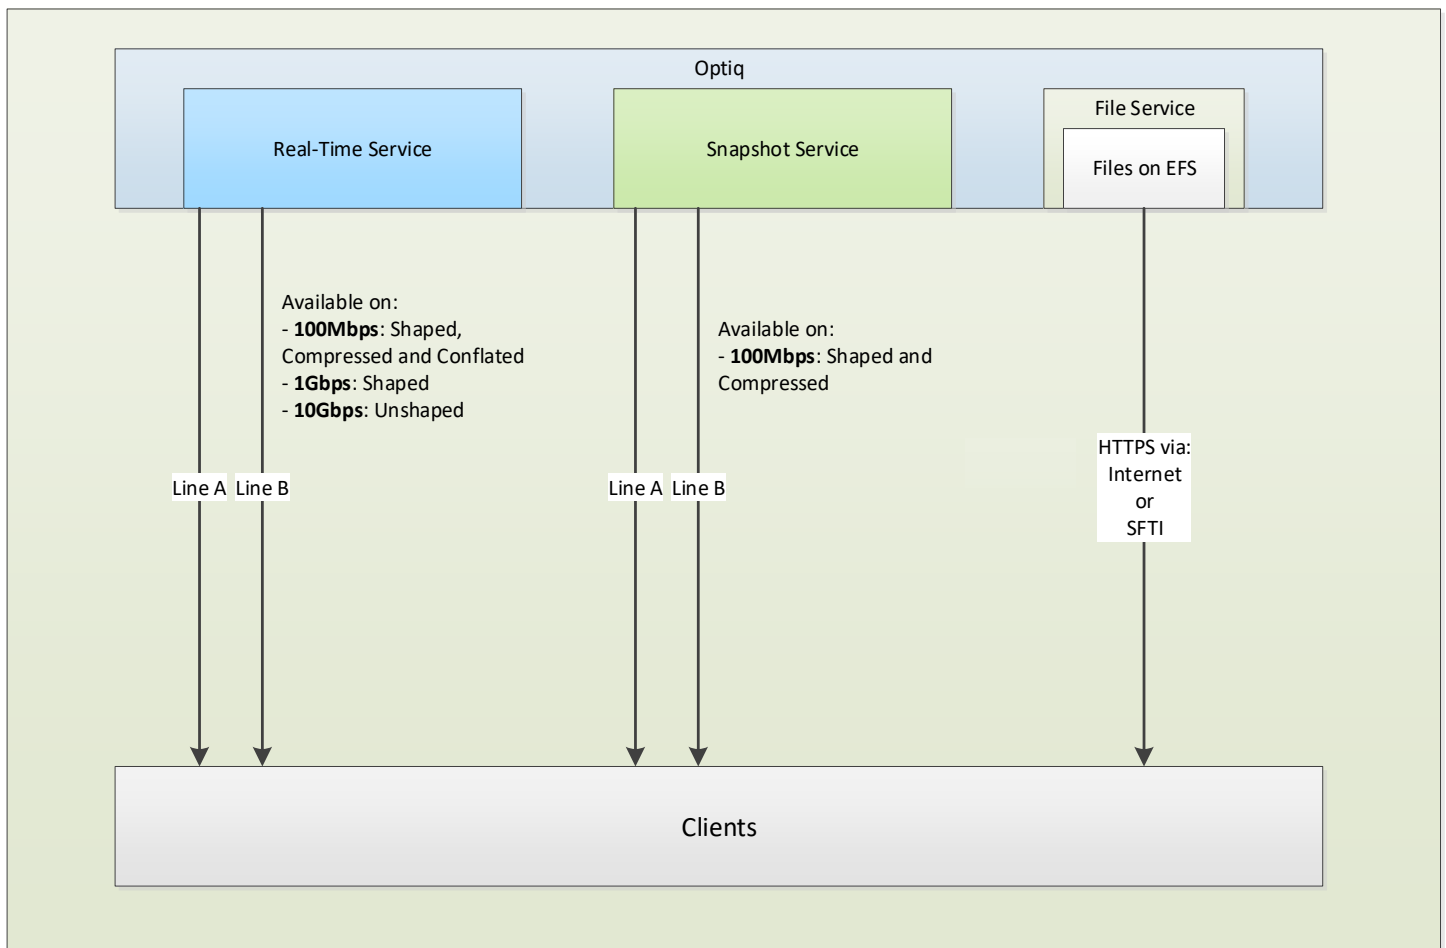 Optiq
Real-Time Service
Snapshot Service
File Service
Files on EFS
Available on:
- 100Mbps: Shaped,
Compressed and Conflated
- 1Gbps: Shaped
- 10Gbps: Unshaped
Available on:
- 100Mbps: Shaped and
Compressed
HTTPS via:
Internet
or
SFTI
Line A
Line B
Line A
Line B
Clients